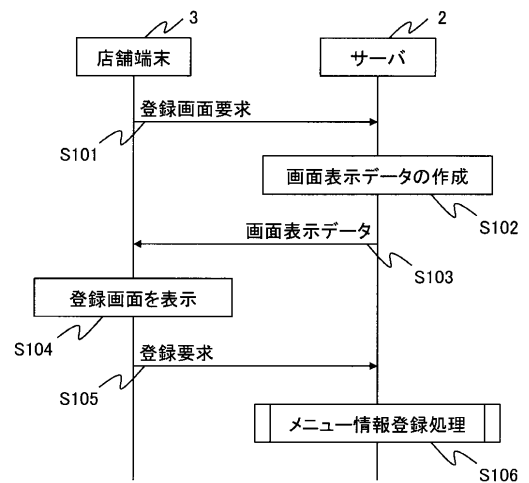 3
2
店舗端末
サーバ
登録画面要求
S101
画面表示データの作成
S102
画面表示データ
S103
登録画面を表示
S104
登録要求
S105
メニュー情報登録処理
S106